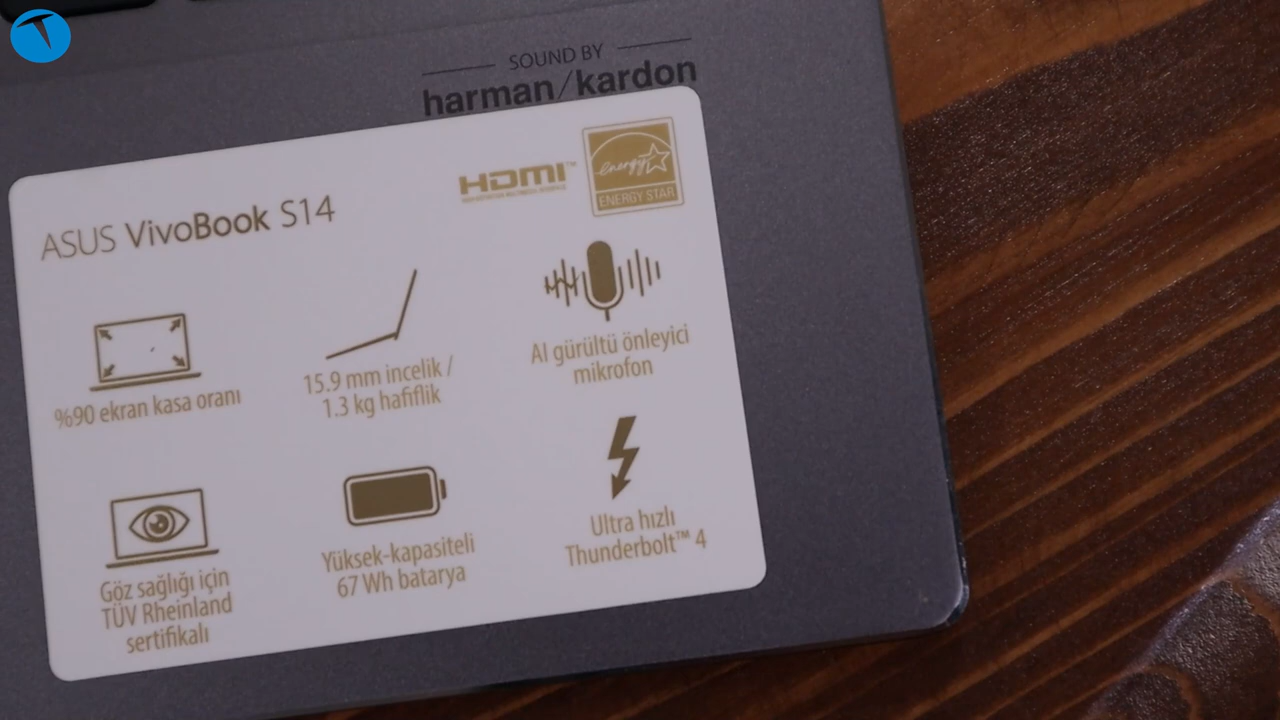 SOUND BY
harman/kardon
HDMI™
energy
ENERGY STAR
ASUS VivoBook S14
%90 ekran kasa oranı
15.9 mm incelik /
1.3 kg hafiflik
AI gürültü önleyici
mikrofon
Göz sağlığı için
TÜV Rheinland
sertifikalı
Yüksek-kapasiteli
67 Wh batarya
Ultra hızlı
Thunderbolt™ 4